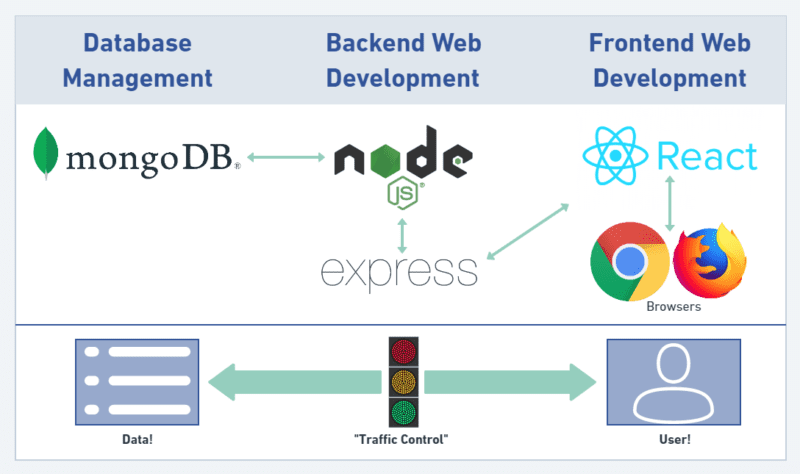 Database
Management
Backend Web
Development
Frontend Web
Development
mongoDB®
node
JS®
express
React
Browsers
Data!
"Traffic Control"
User!